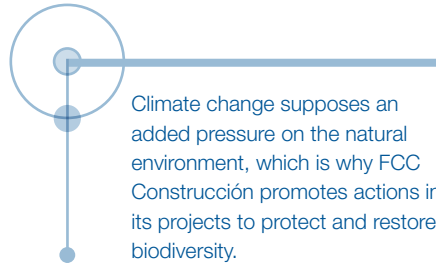 Climate change supposes an
added pressure on the natural
environment, which is why FCC
Construcción promotes actions in
its projects to protect and restore
biodiversity.